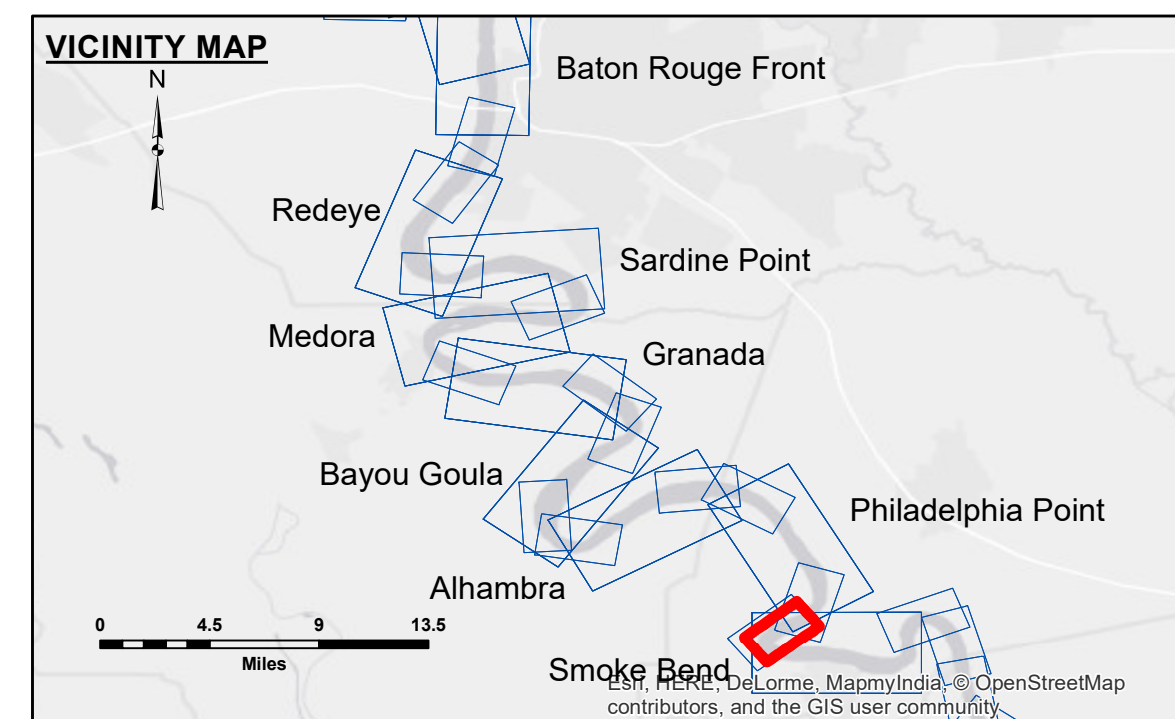 VICINITY MAP
N
Baton Rouge Front
Redeye
Sardine Point
Medora
Granada
Bayou Goula
Philadelphia Point
Alhambra
0 4.5 9 13.5
Miles
Smoke Bend
Esri, HERE, DeLorme, MapmyIndia, © OpenStreetMap
contributors, and the GIS user community